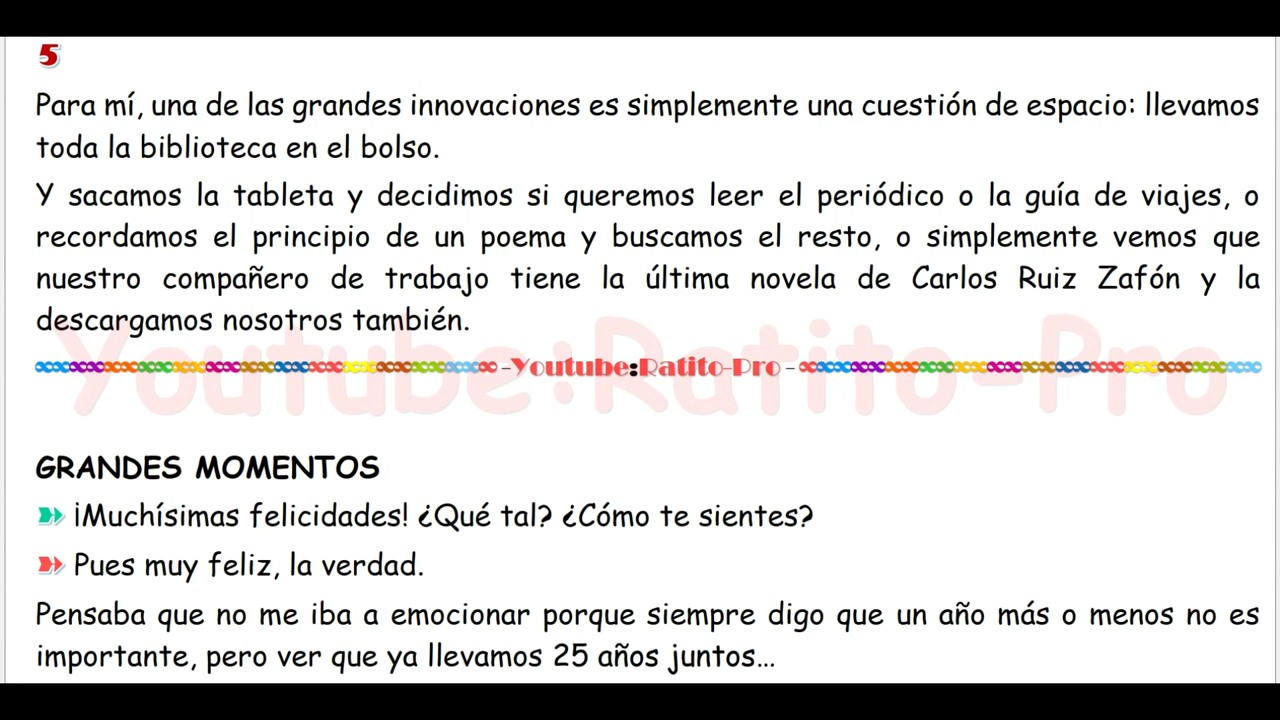 5
Para mí, una de las grandes innovaciones es simplemente una cuestión de espacio: llevamos
toda la biblioteca en el bolso.
Y sacamos la tableta y decidimos si queremos leer el periódico o la guía de viajes, o
recordamos el principio de un poema y buscamos el resto, o simplemente vemos que
nuestro compañero de trabajo tiene la última novela de Carlos Ruiz Zafón y la
descargamos nosotros también.
Youtube:Ratito-Pro
-Youtube:Ratito-Pro -
GRANDES MOMENTOS
¡Muchísimas felicidades! ¿Qué tal? ¿Cómo te sientes?
Pues muy feliz, la verdad.
Pensaba que no me iba a emocionar porque siempre digo que un año más o menos no es
importante, pero ver que ya llevamos 25 años juntos...